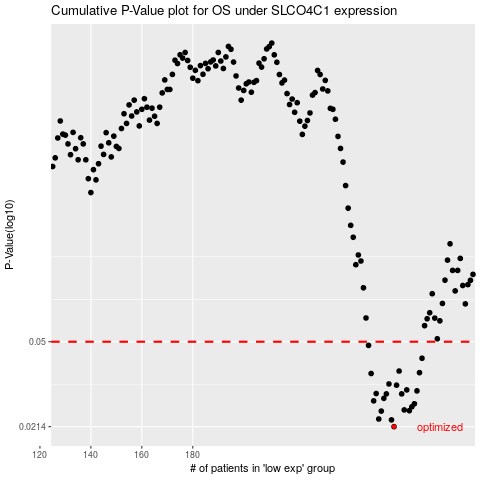 Cumulative P-Value plot for OS under SLCO4C1 expression
P-Value(log10)
0.05
0.0214
optimized
120 140 160 180
# of patients in 'low exp' group